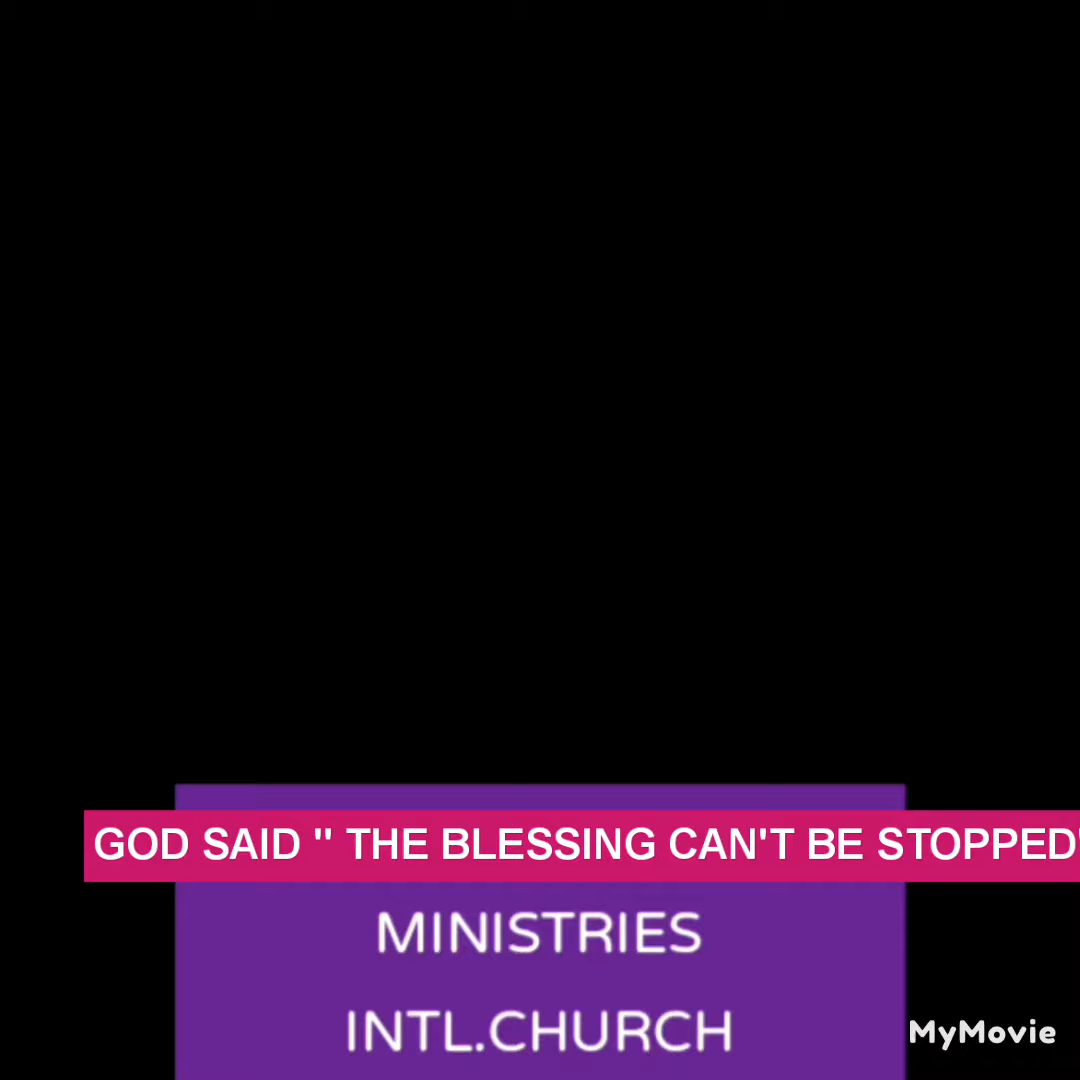 GOD SAID " THE BLESSING CAN'T BE STOPPED"
MINISTRIES
INTL.CHURCH
MyMovie